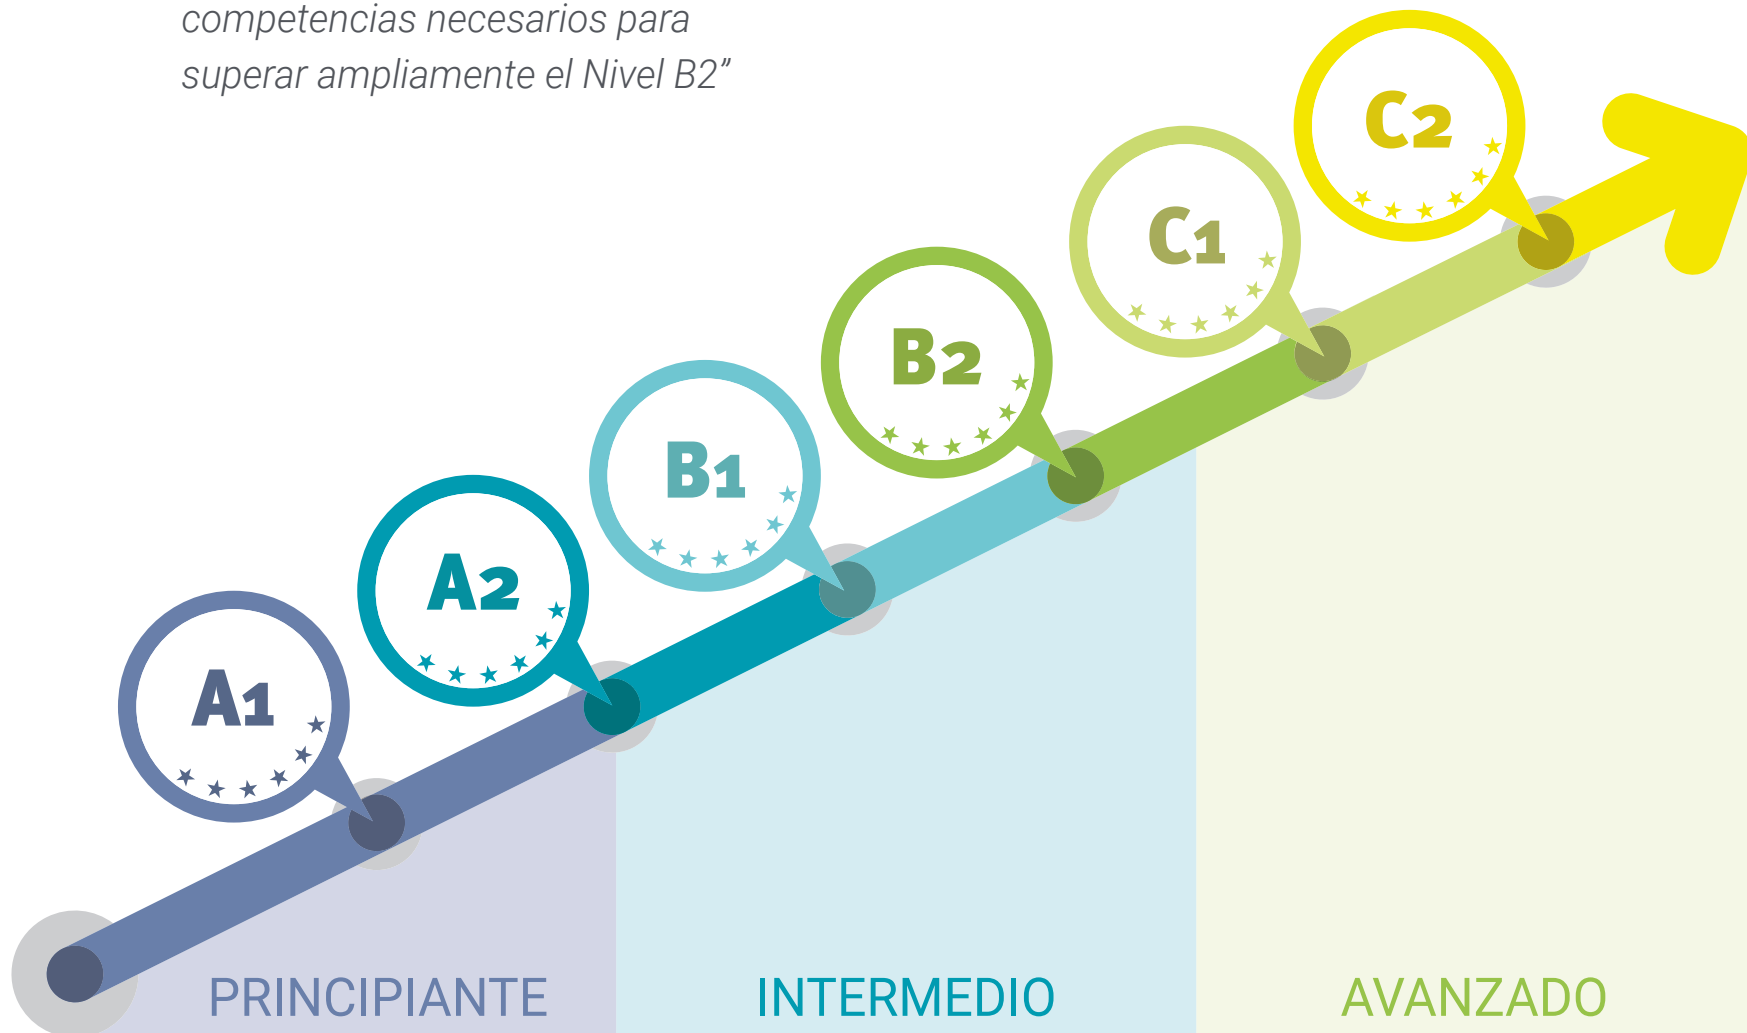 competencias necesarios para
superar ampliamente el Nivel B2”
C2
C1
B2
B1
A2
A1
PRINCIPIANTE
INTERMEDIO
AVANZADO